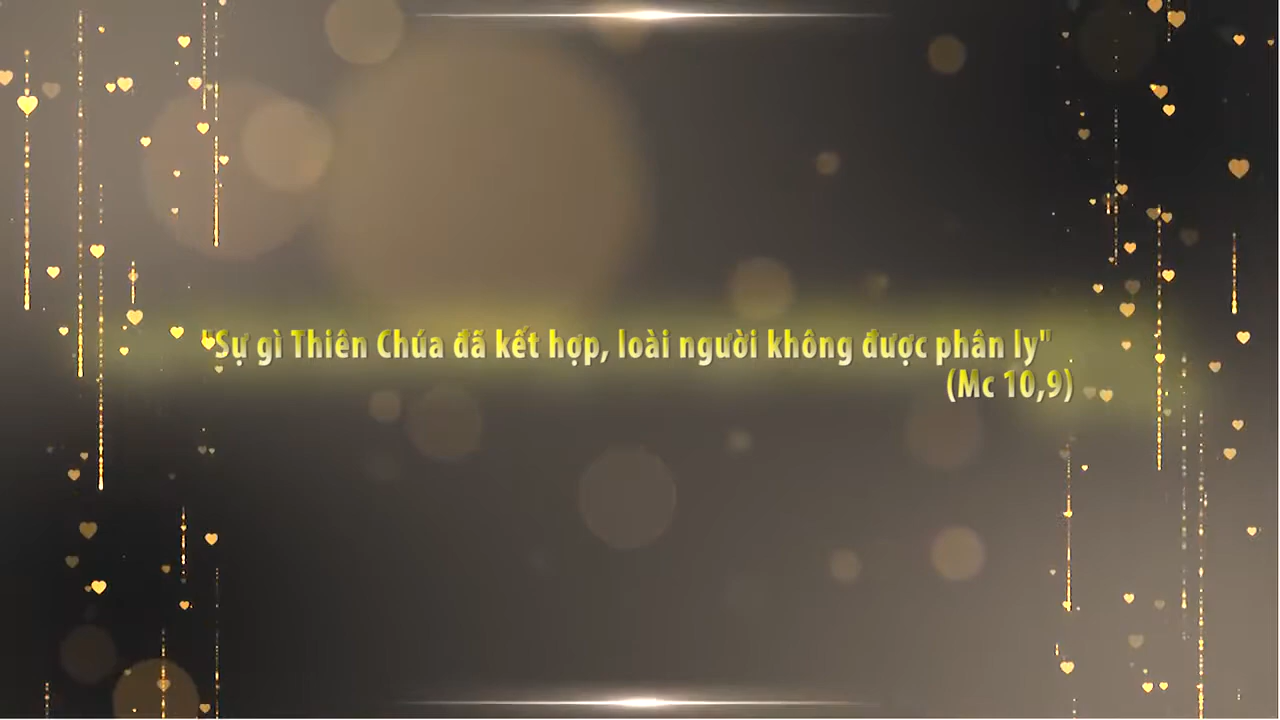 "Sự gì Thiên Chúa đã kết hợp, loài người không được phân ly"
(Mc 10,9)